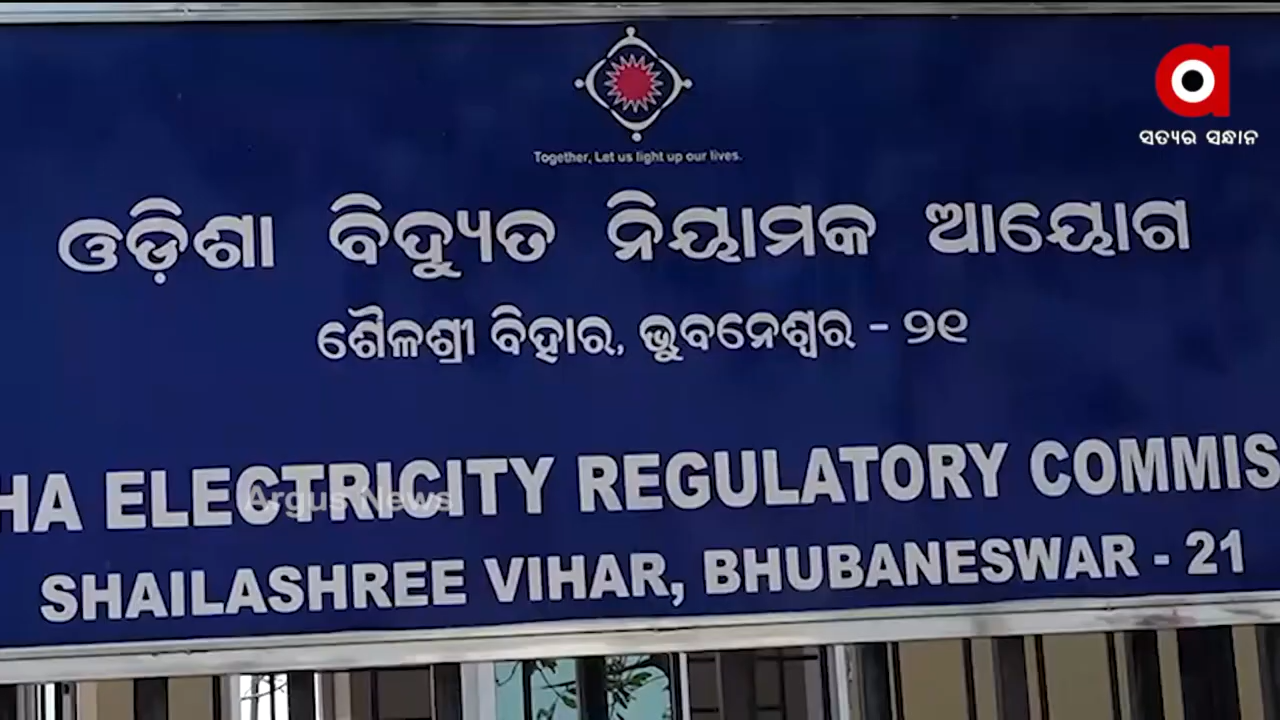 Together, Let us light up our lives.
ସତ୍ୟର ସନ୍ଧାନ
ଓଡ଼ିଶା ବିଦ୍ୟୁତ ନିୟାମକ ଆୟୋଗ
ଶୈଳଶ୍ରୀ ବିହାର, ଭୁବନେଶ୍ୱର - ୨୧
HA ELECTRICITY REGULATORY COMMIS
Argus News
SHAILASHREE VIHAR, BHUBANESWAR - 21